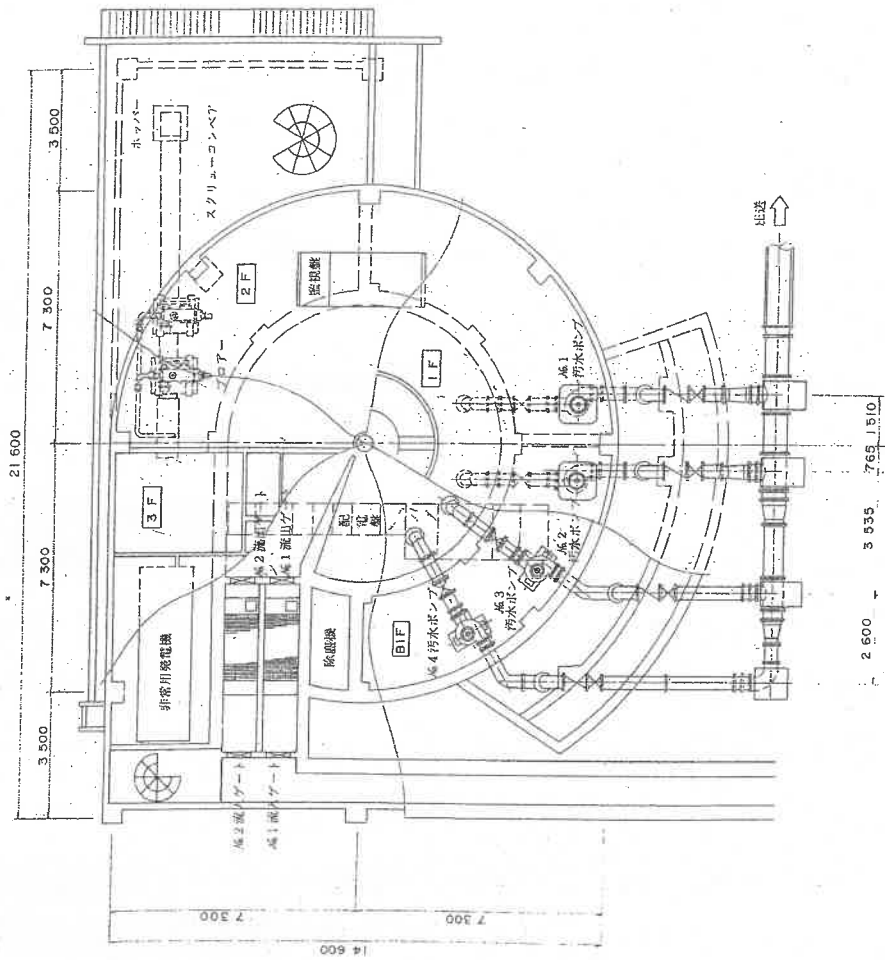 ホッパー
スクリューコンベア
3 500
7 300
21 600
7 300
3 500
2 F
監視盤
ブロアー
圧送
1 F
№1
汚水ポンプ
3 F
№2流出ゲート
№1流出ゲート
配電盤
№2
汚水ポンプ
№3
汚水ポンプ
№4汚水ポンプ
B1F
除塵機
非常用発電機
№2流入ゲート
№1流入ゲート
1 510
765
3 535
2 600
7 300
7 300
14 600